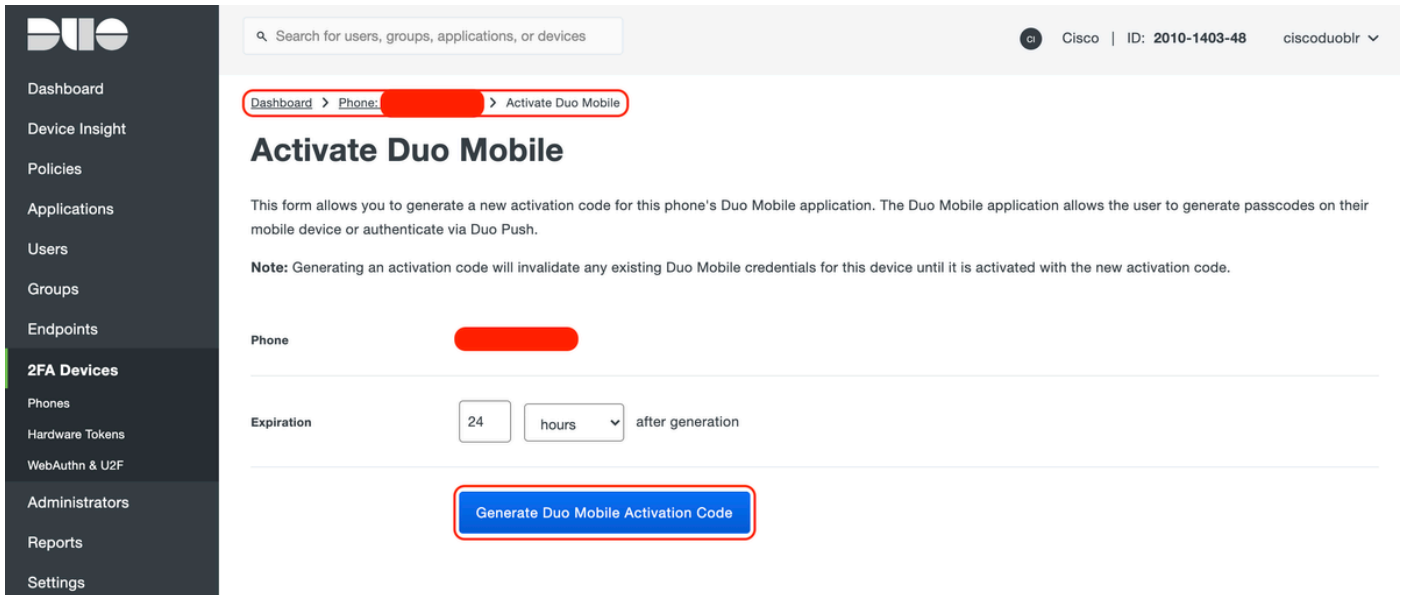 DUO
Search for users, groups, applications, or devices
CI Cisco | ID: 2010-1403-48 ciscoduoblr
Dashboard
Device Insight
Policies
Applications
Users
Groups
Endpoints
2FA Devices
Phones
Hardware Tokens
WebAuthn & U2F
Administrators
Reports
Settings
Dashboard > Phone: > Activate Duo Mobile
Activate Duo Mobile
This form allows you to generate a new activation code for this phone's Duo Mobile application. The Duo Mobile application allows the user to generate passcodes on their
mobile device or authenticate via Duo Push.
Note: Generating an activation code will invalidate any existing Duo Mobile credentials for this device until it is activated with the new activation code.
Phone
Expiration 24 hours after generation
Generate Duo Mobile Activation Code